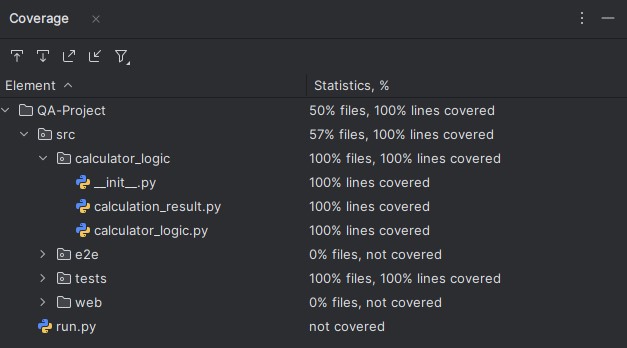 Coverage
Element Statistics, %
QA-Project 50% files, 100% lines covered
src 57% files, 100% lines covered
calculator_logic 100% files, 100% lines covered
__init__.py 100% lines covered
calculation_result.py 100% lines covered
calculator_logic.py 100% lines covered
e2e 0% files, not covered
tests 100% files, 100% lines covered
web 0% files, not covered
run.py not covered